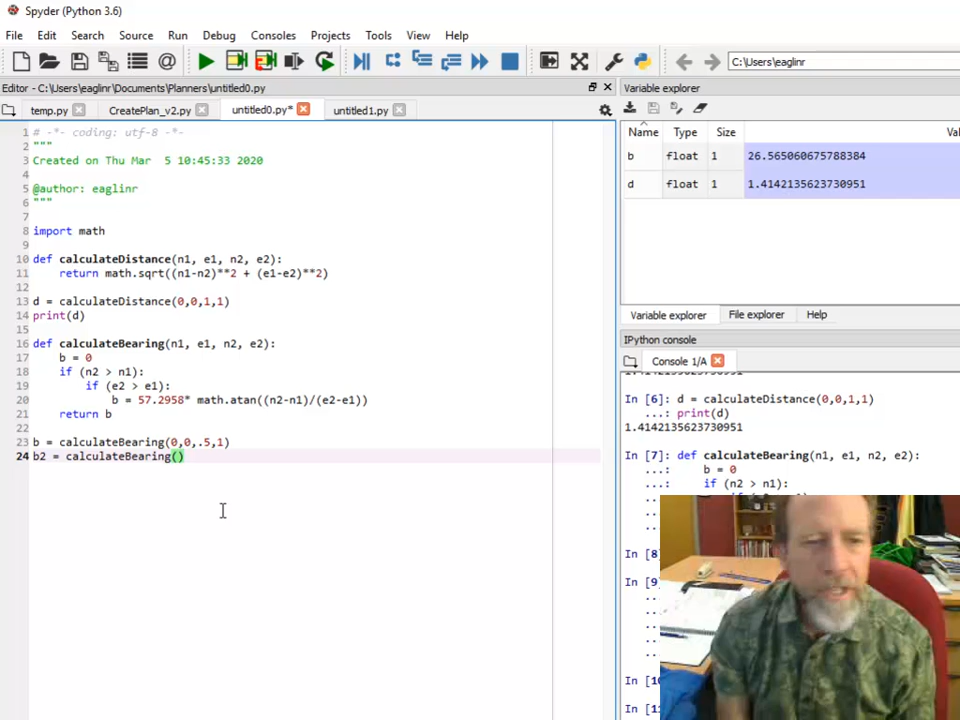 Spyder (Python 3.6)
File Edit Search Source Run Debug Consoles Projects Tools View Help
C:\Users\eaglinr
Editor - C:\Users\eaglinr\Documents\Planners\untitled0.py
temp.py CreatePlan_v2.py untitled0.py* untitled1.py
1 # -*- coding: utf-8 -*-
2 """
3 Created on Thu Mar  5 10:45:33 2020
4
5 @author: eaglinr
6 """
7
8 import math
9
10 def calculateDistance(n1, e1, n2, e2):
11     return math.sqrt((n1-n2)**2 + (e1-e2)**2)
12
13 d = calculateDistance(0,0,1,1)
14 print(d)
15
16 def calculateBearing(n1, e1, n2, e2):
17     b = 0
18     if (n2 > n1):
19         if (e2 > e1):
20             b = 57.2958* math.atan((n2-n1)/(e2-e1))
21     return b
22
23 b = calculateBearing(0,0,.5,1)
24 b2 = calculateBearing()
Variable explorer
Name Type Size
b float 1 26.565060675788384
d float 1 1.4142135623730951
Variable explorer File explorer Help
IPython console
Console 1/A
In [6]: d = calculateDistance(0,0,1,1)
...: print(d)
1.4142135623730951
In [7]: def calculateBearing(n1, e1, n2, e2):
...:     b = 0
...:     if (n2 > n1):
In [8]
In [9]
In [10
In [11